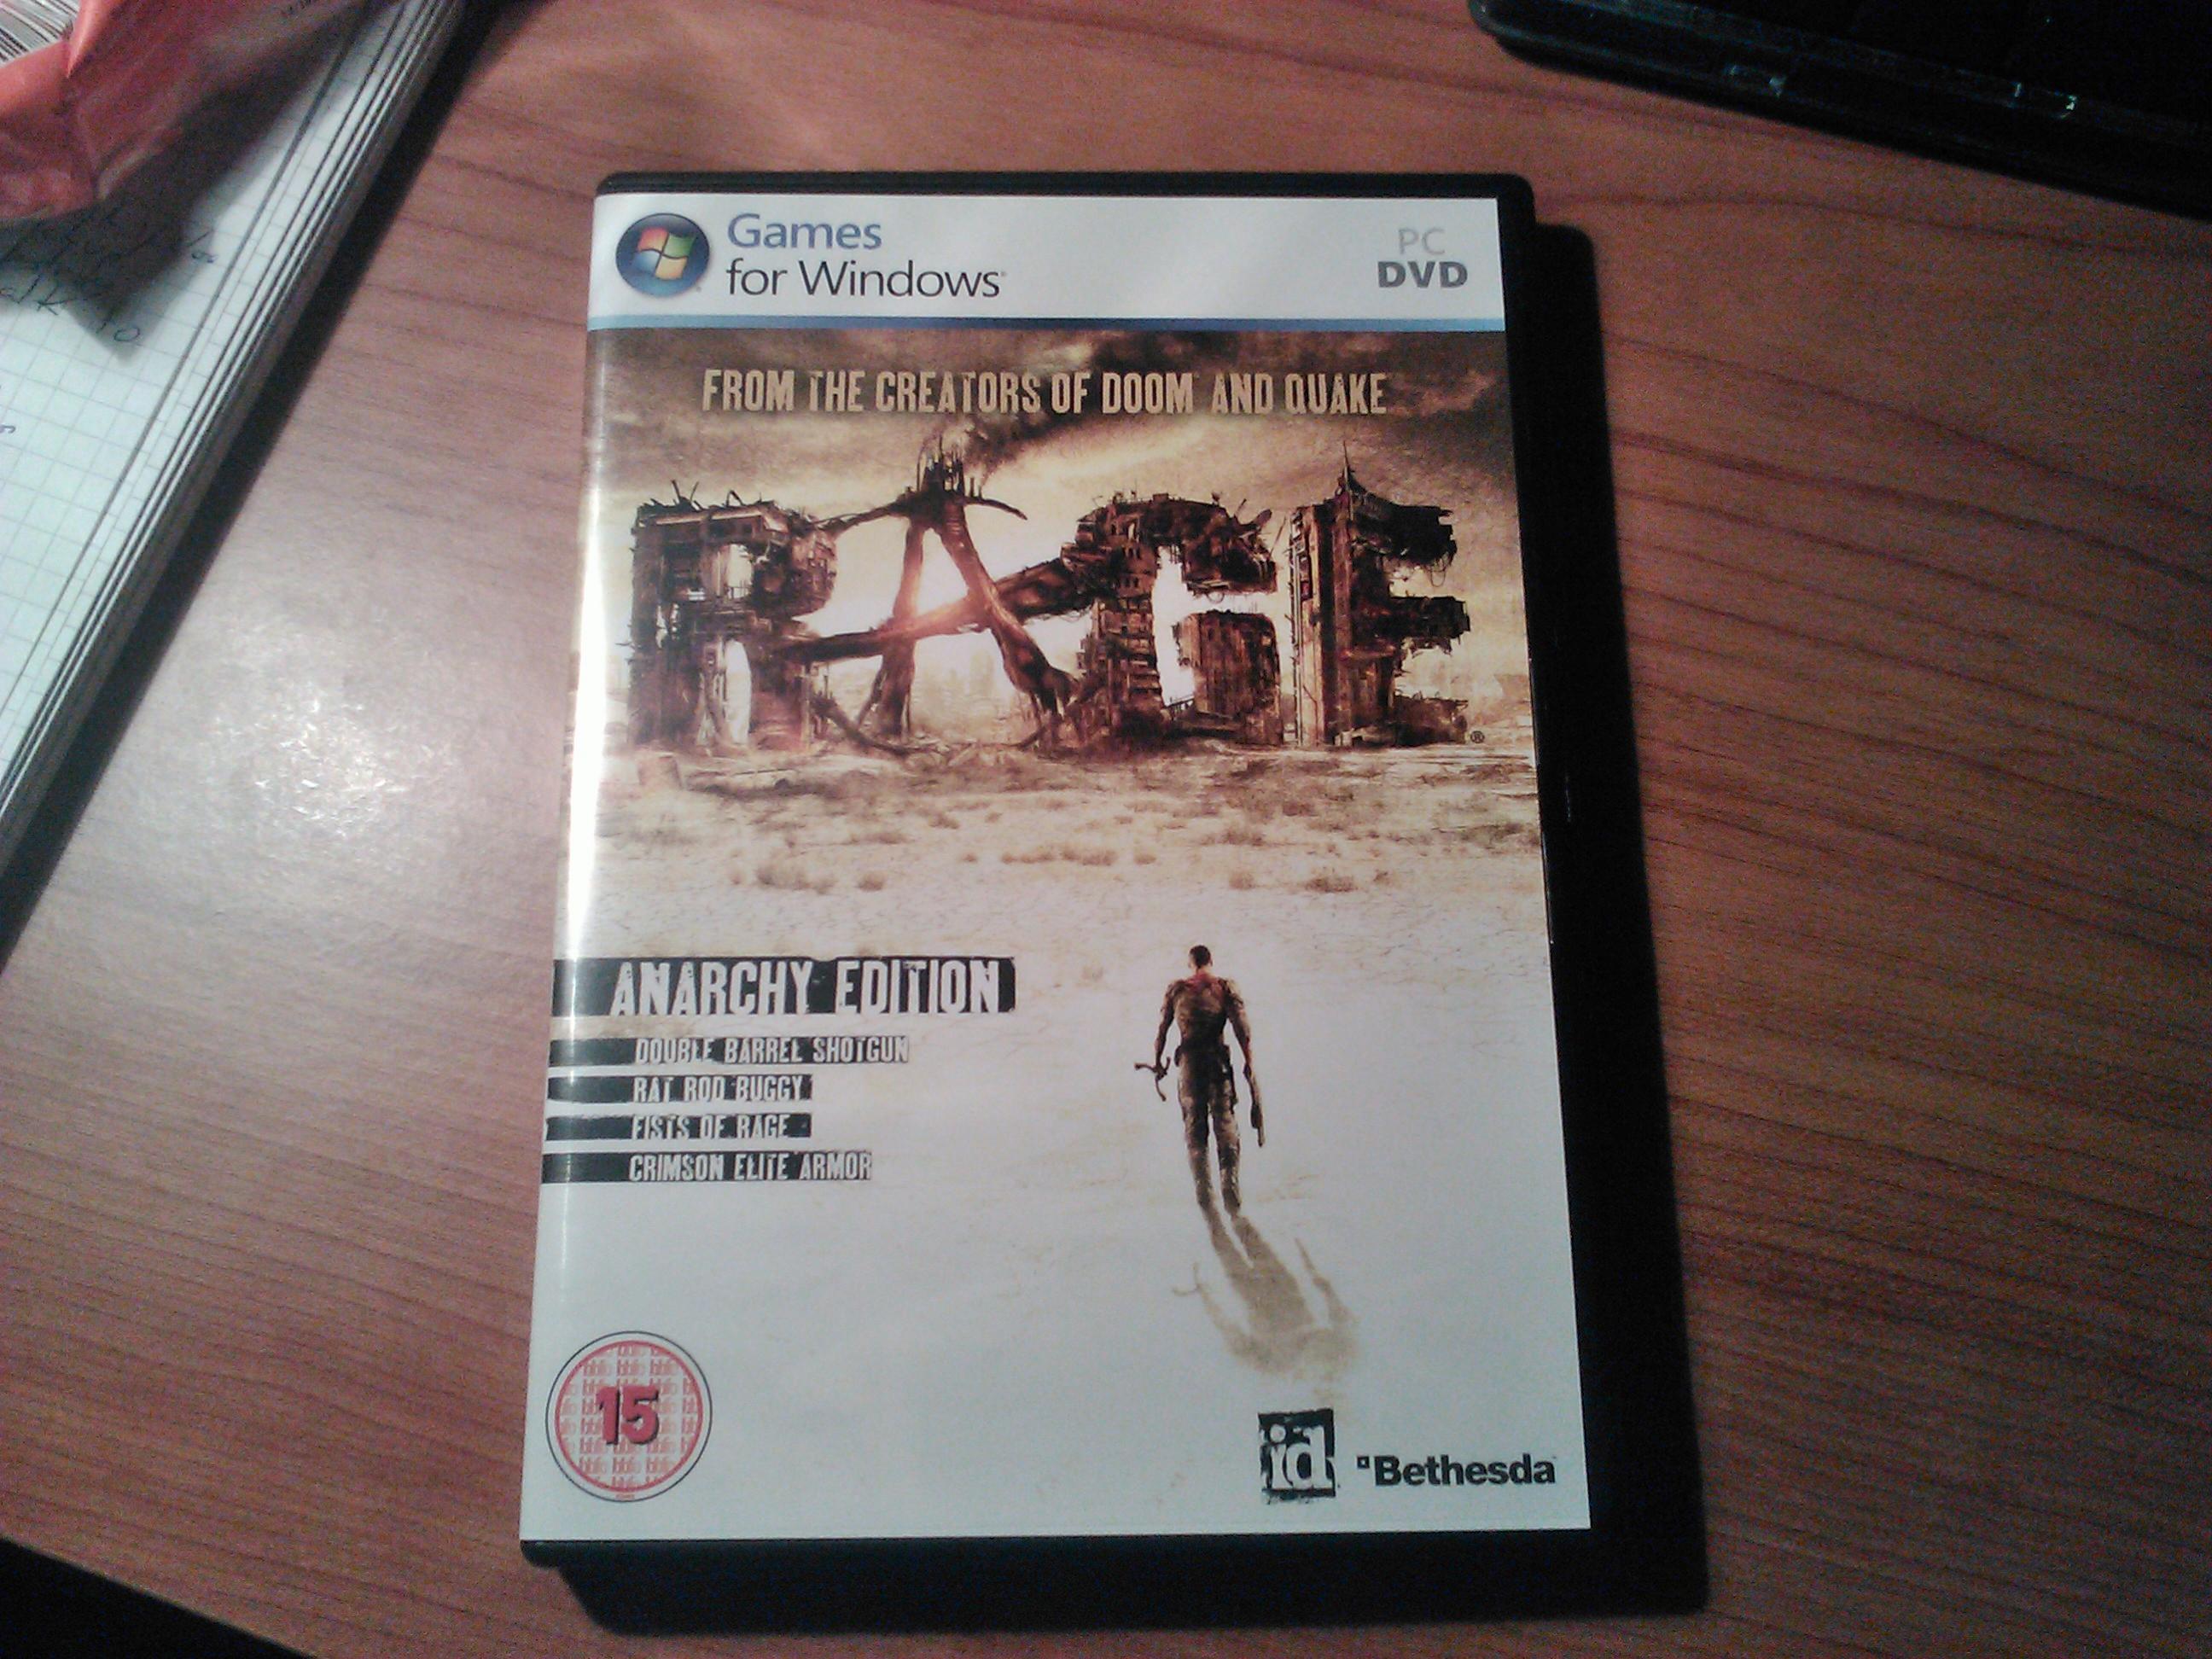 Games
for Windows
PC
DVD
FROM THE CREATORS OF DOOM AND QUAKE
RAGE®
ANARCHY EDITION
DOUBLE BARREL SHOTGUN
RAT ROD BUGGY
FISTS OF RAGE
CRIMSON ELITE ARMOR
15
id
Bethesda